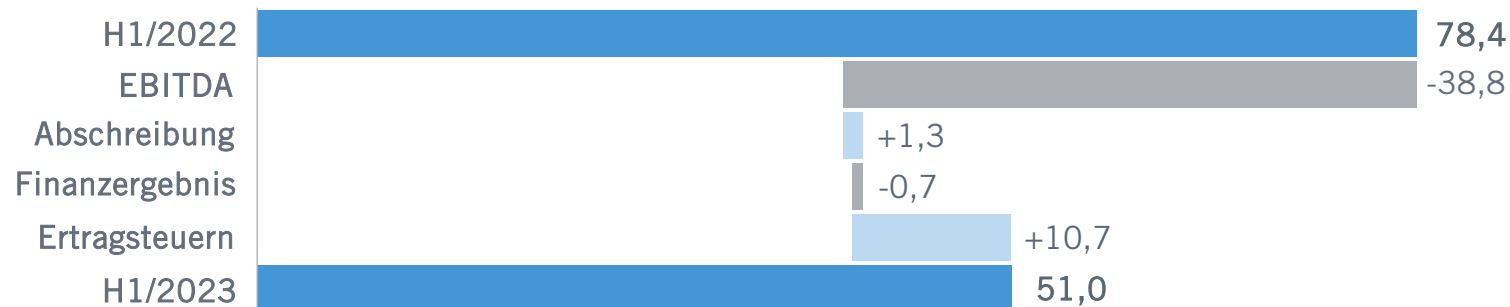 H1/2022 78,4
EBITDA -38,8
Abschreibung +1,3
Finanzergebnis -0,7
Ertragsteuern +10,7
H1/2023 51,0